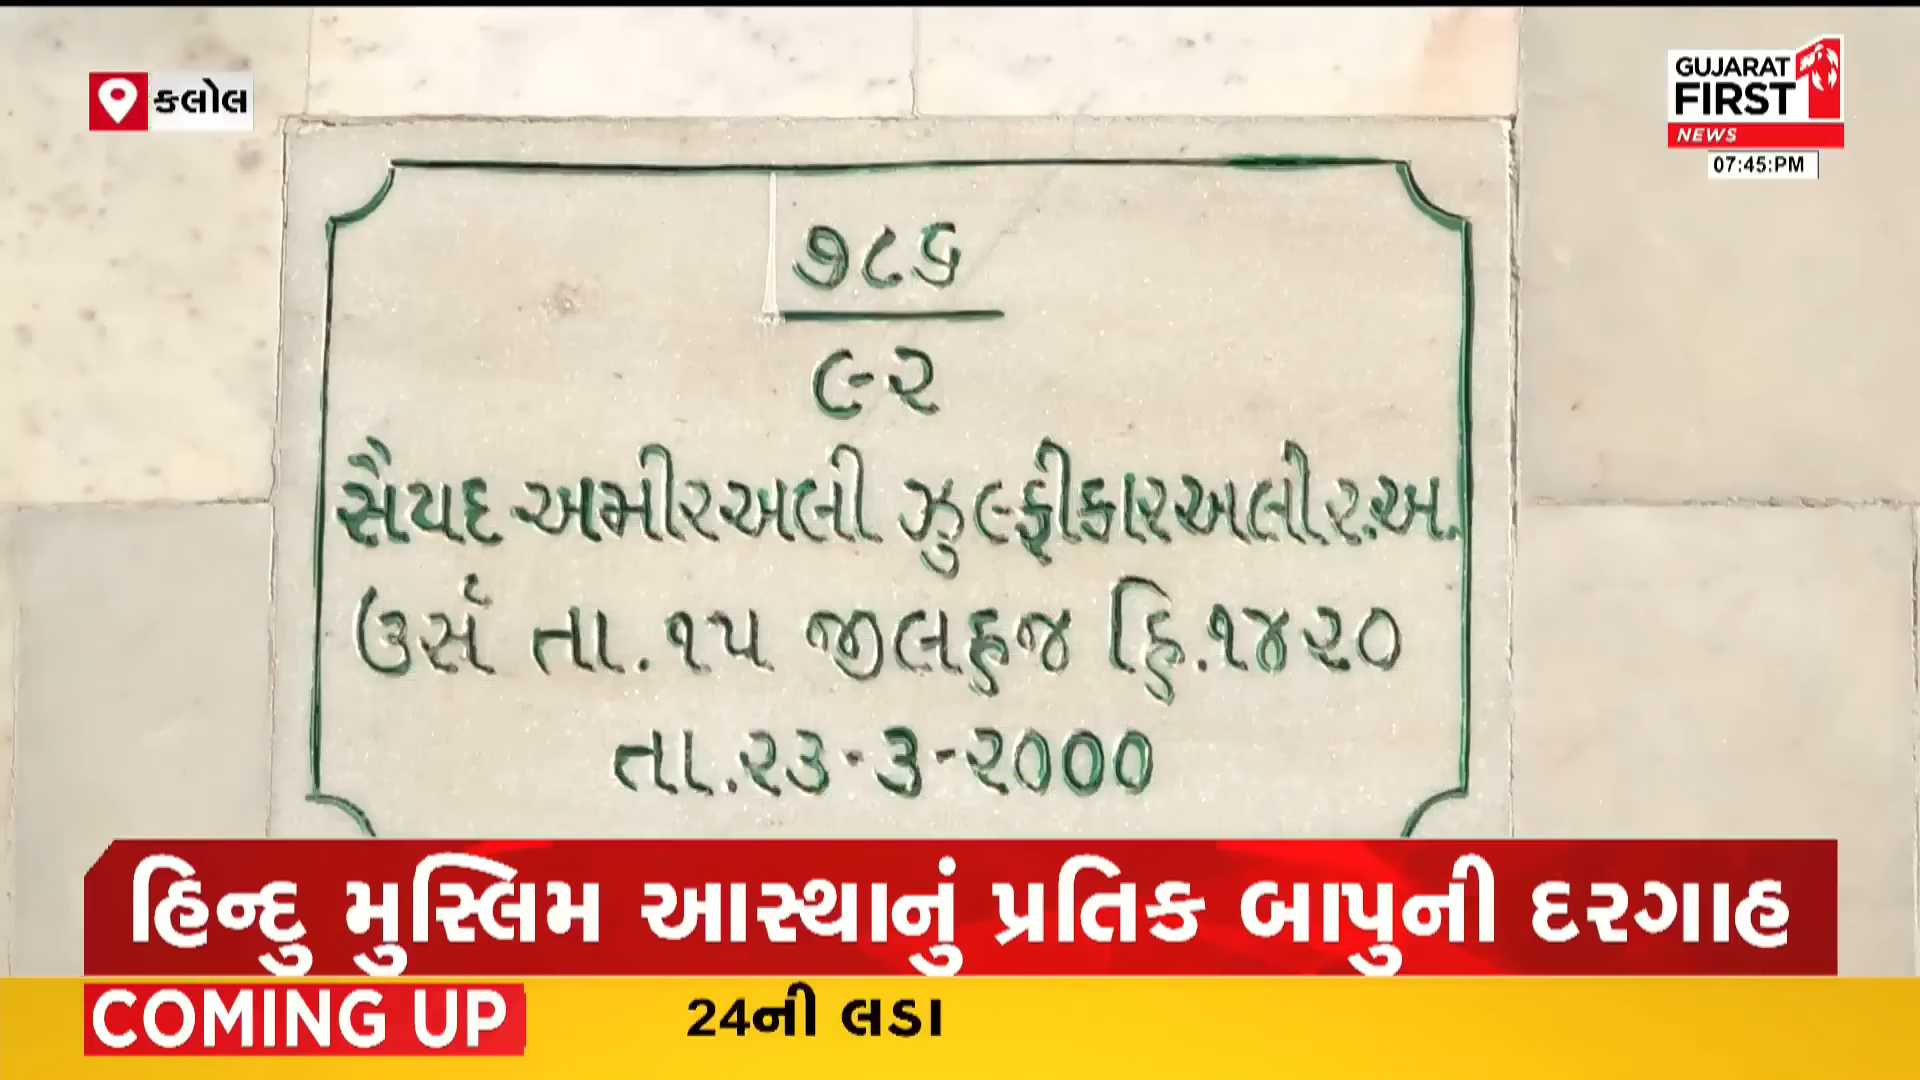 કલોલ
GUJARAT
FIRST 1
NEWS
07:45:PM
૭૮૬
૯૨
સૈયદ અમીરઅલી ઝુલ્ફીકારઅલી ર.અ.
ઉર્સ તા. ૧૫ જીલહજ હિ.૧૪૨૦
તા.૨૩-૩-૨૦૦૦
હિન્દુ મુસ્લિમ આસ્થાનું પ્રતિક બાપુની દરગાહ
COMING UP
24ની લડા